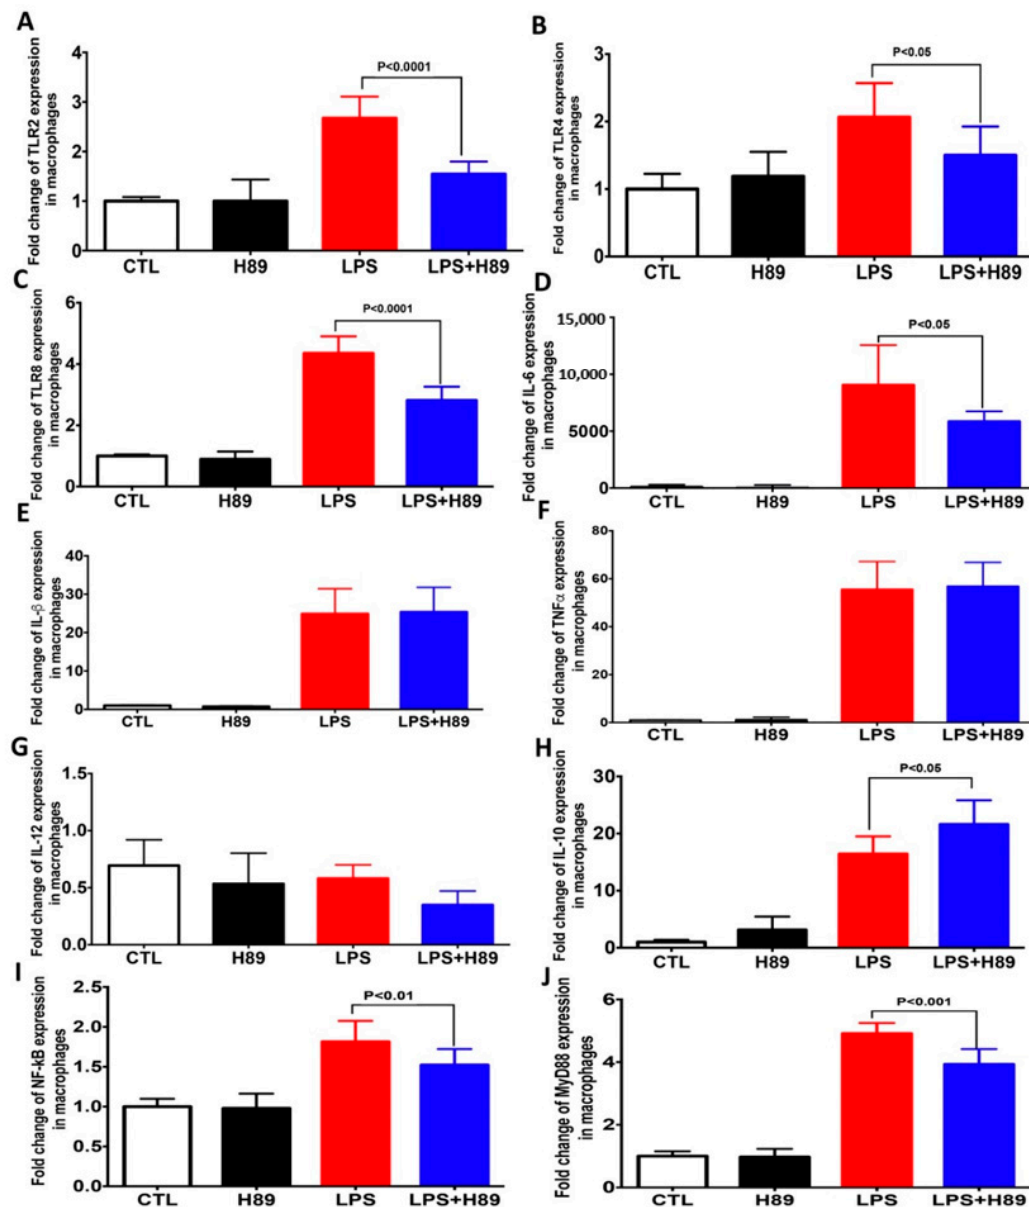 A
Fold change of TLR2 expression
in macrophages
4
3
2
1
0
P<0.0001
CTL H89 LPS LPS+H89
B
Fold change of TLR4 expression
in macrophages
3
2
1
0
P<0.05
CTL H89 LPS LPS+H89
C
Fold change of TLR8 expression
in macrophages
6
4
2
0
P<0.0001
CTL H89 LPS LPS+H89
D
Fold change of IL-6 expression
in macrophages
15,000
10,000
5000
0
P<0.05
CTL H89 LPS LPS+H89
E
Fold change of IL-β expression
in macrophages
40
30
20
10
0
CTL H89 LPS LPS+H89
F
Fold change of TNFα expression
in macrophages
80
60
40
20
0
CTL H89 LPS LPS+H89
G
Fold change of IL-12 expression
in macrophages
1.5
1.0
0.5
0.0
CTL H89 LPS LPS+H89
H
Fold change of IL-10 expression
in macrophages
30
20
10
0
P<0.05
CTL H89 LPS LPS+H89
I
Fold change of NF-kB expression
in macrophages
2.5
2.0
1.5
1.0
0.5
0.0
P<0.01
CTL H89 LPS LPS+H89
J
Fold change of MyD88 expression
in macrophages
6
4
2
0
P<0.001
CTL H89 LPS LPS+H89